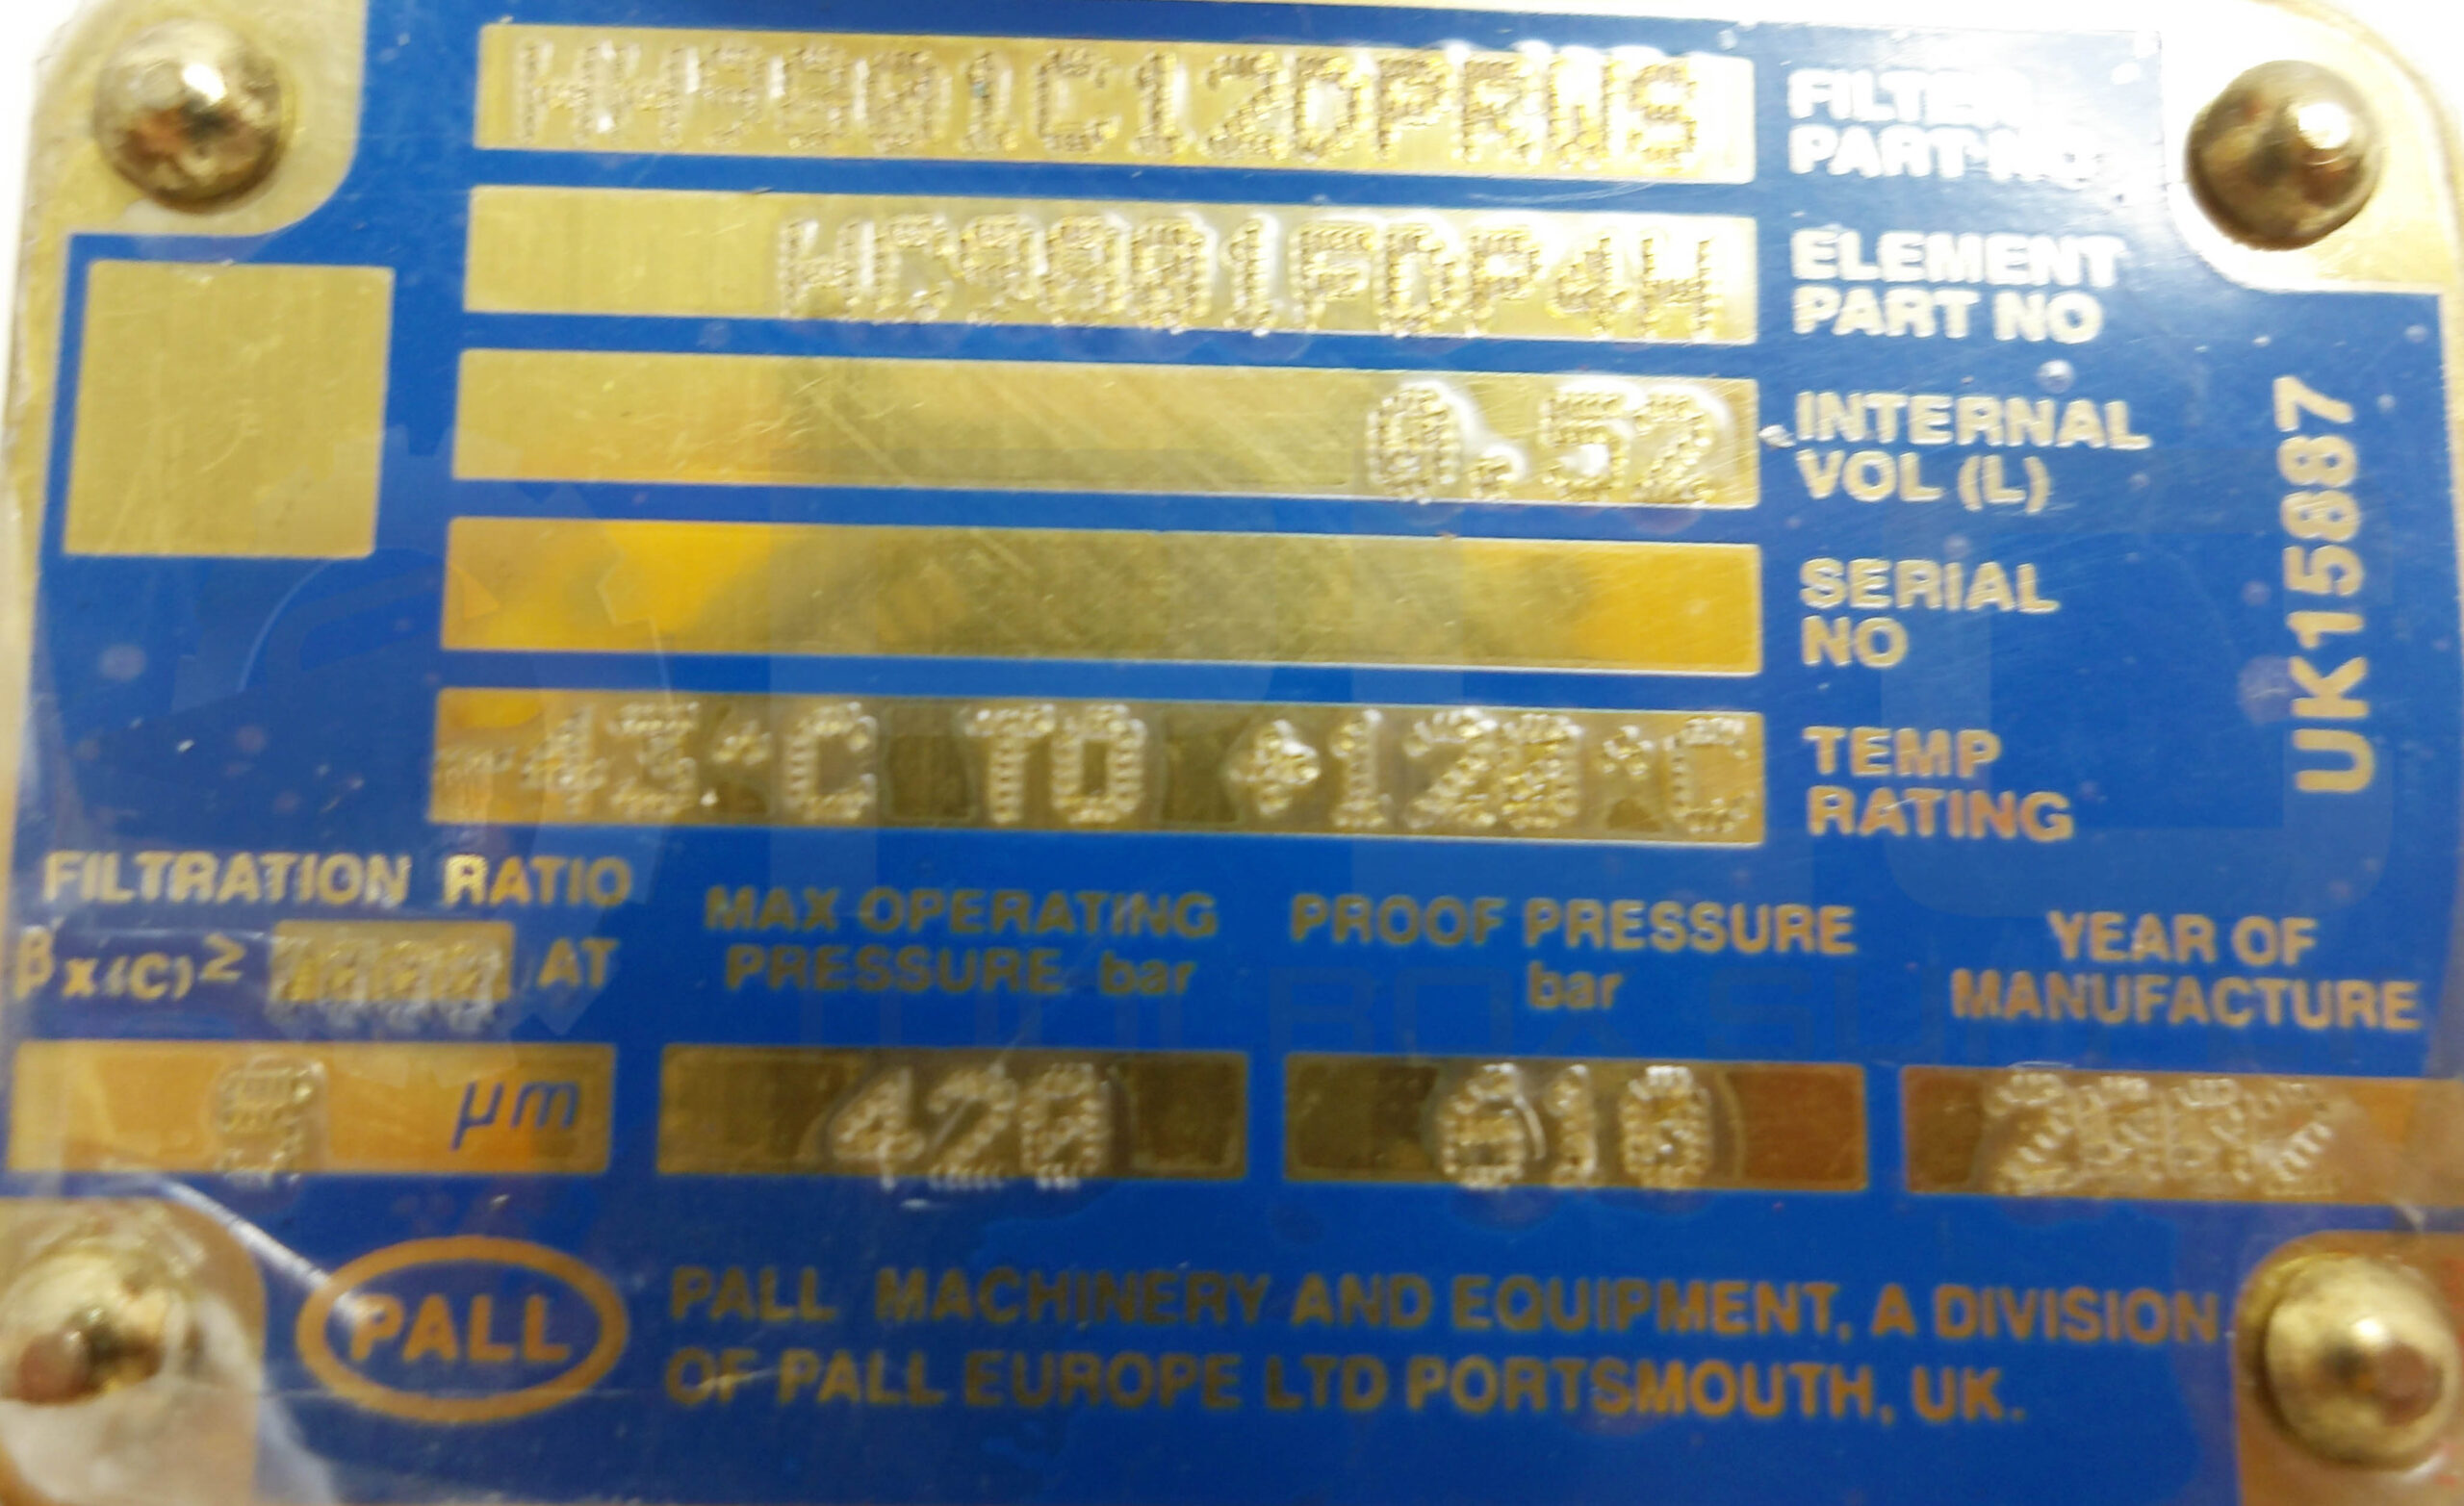 FILTER
PART NO
ELEMENT
PART NO
0.52
INTERNAL
VOL (L)
SERIAL
NO
-43°C TO +120°C
TEMP
RATING
UK15887
FILTRATION RATIO
βx(C)≥ AT
µm
MAX OPERATING
PRESSURE bar
420
PROOF PRESSURE
bar
610
YEAR OF
MANUFACTURE
PALL
PALL MACHINERY AND EQUIPMENT, A DIVISION
OF PALL EUROPE LTD PORTSMOUTH, UK.